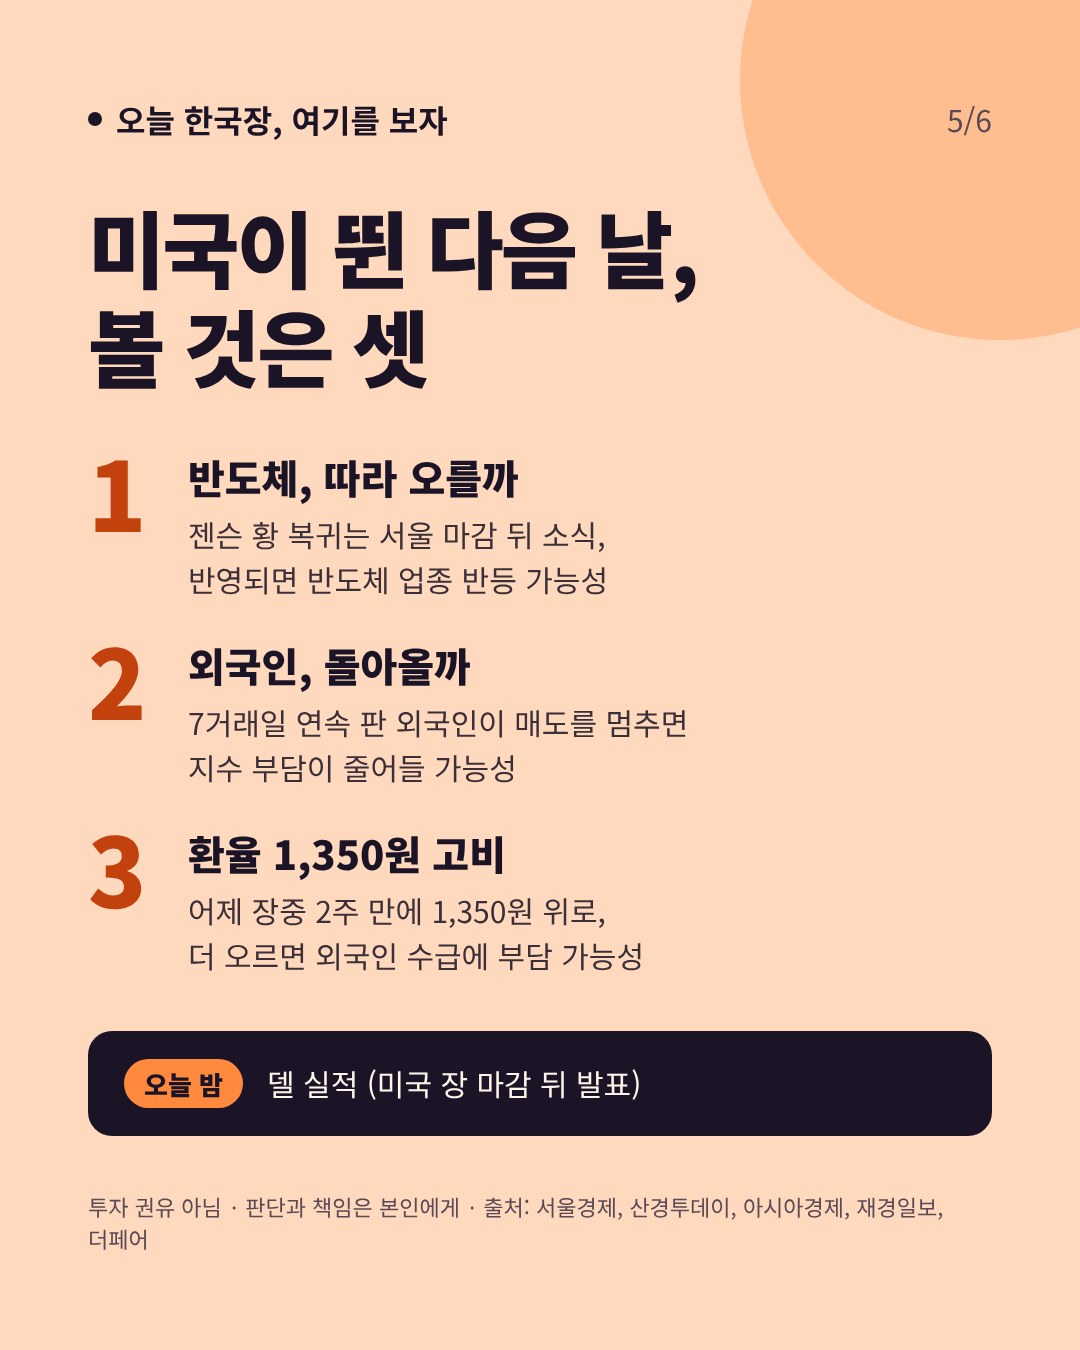 • 오늘 한국장, 여기를 보자
5/6
미국이 뛴 다음 날,
볼 것은 셋
1
반도체, 따라 오를까
젠슨 황 복귀는 서울 마감 뒤 소식,
반영되면 반도체 업종 반등 가능성
2
외국인, 돌아올까
7거래일 연속 판 외국인이 매도를 멈추면
지수 부담이 줄어들 가능성
3
환율 1,350원 고비
어제 장중 2주 만에 1,350원 위로,
더 오르면 외국인 수급에 부담 가능성
오늘 밤 델 실적 (미국 장 마감 뒤 발표)
투자 권유 아님 · 판단과 책임은 본인에게 · 출처: 서울경제, 산경투데이, 아시아경제, 재경일보,
더페어